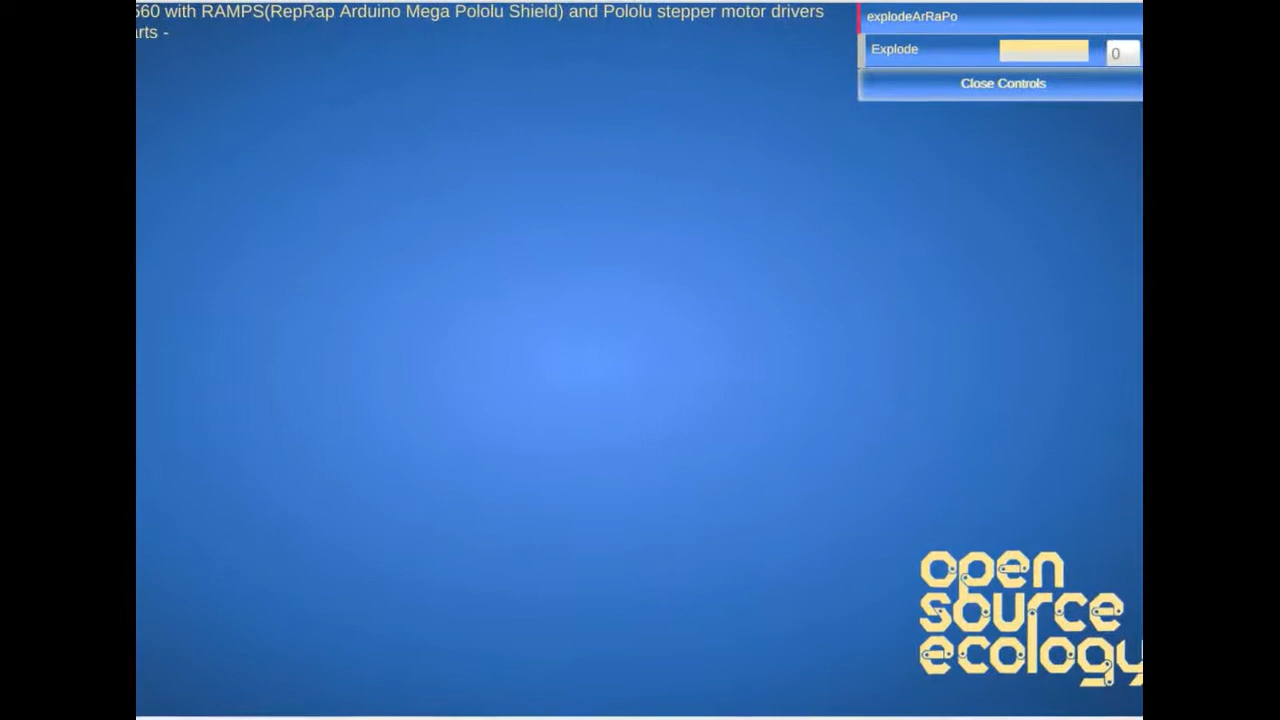 560 with RAMPS(RepRap Arduino Mega Pololu Shield) and Pololu stepper motor drivers
arts -
explodeArRaPo
Explode
0
Close Controls
open
source
ecology